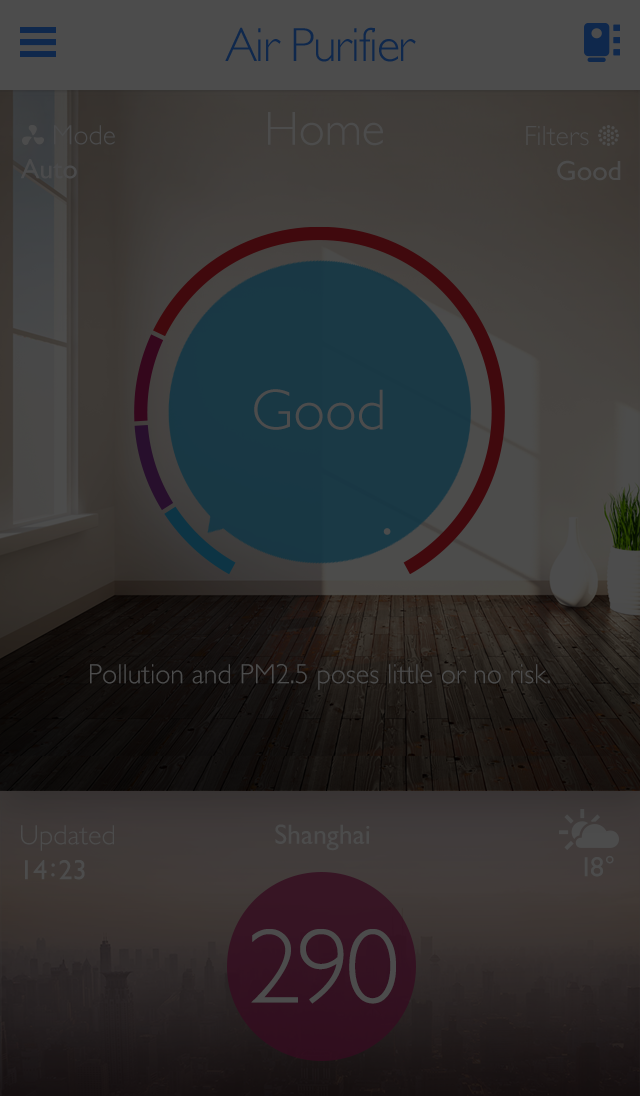 Air Purifier
Home
Mode
Auto
Filters
Good
Good
Pollution and PM2.5 poses little or no risk.
Updated
14:23
Shanghai
18°
290